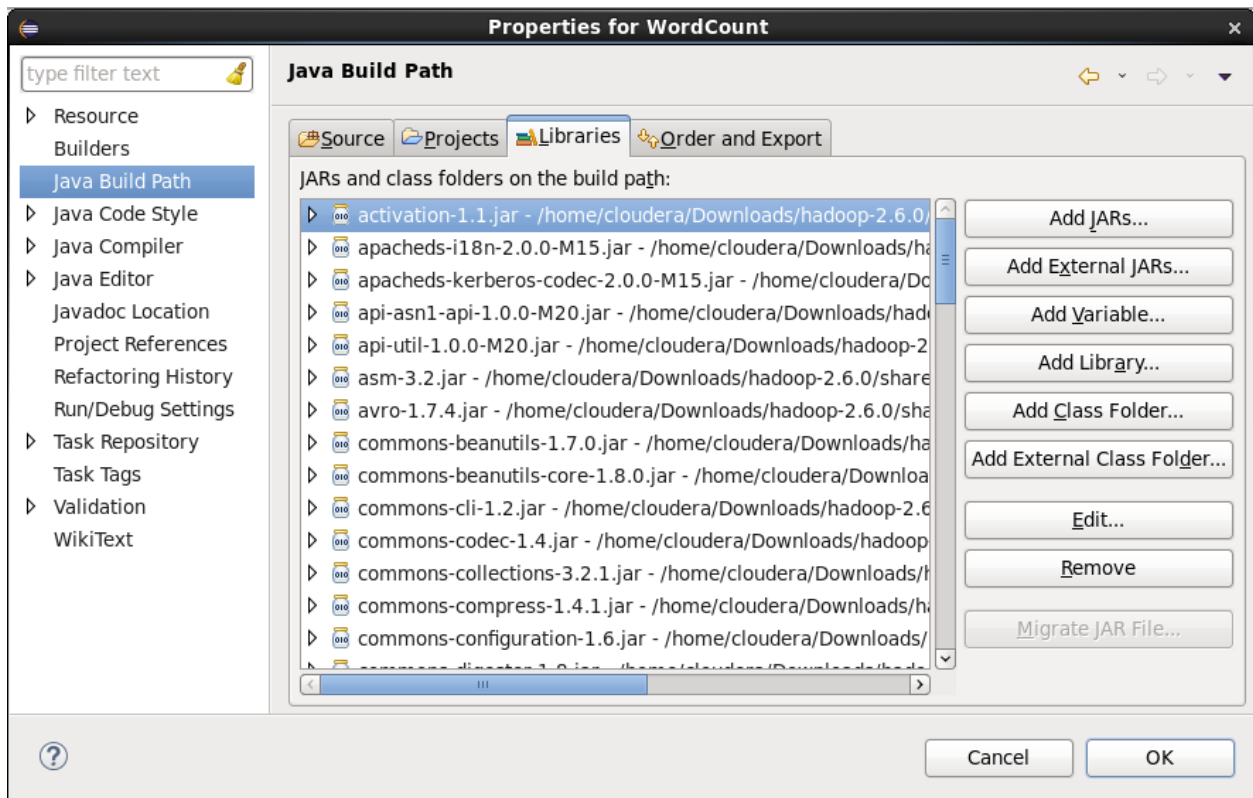 Properties for WordCount
type filter text
Resource
Builders
Java Build Path
Java Code Style
Java Compiler
Java Editor
Javadoc Location
Project References
Refactoring History
Run/Debug Settings
Task Repository
Task Tags
Validation
WikiText
Java Build Path
Source Projects Libraries Order and Export
JARs and class folders on the build path:
activation-1.1.jar - /home/cloudera/Downloads/hadoop-2.6.0/
apacheds-i18n-2.0.0-M15.jar - /home/cloudera/Downloads/ha
apacheds-kerberos-codec-2.0.0-M15.jar - /home/cloudera/Do
api-asn1-api-1.0.0-M20.jar - /home/cloudera/Downloads/had
api-util-1.0.0-M20.jar - /home/cloudera/Downloads/hadoop-2
asm-3.2.jar - /home/cloudera/Downloads/hadoop-2.6.0/share
avro-1.7.4.jar - /home/cloudera/Downloads/hadoop-2.6.0/sha
commons-beanutils-1.7.0.jar - /home/cloudera/Downloads/ha
commons-beanutils-core-1.8.0.jar - /home/cloudera/Downloa
commons-cli-1.2.jar - /home/cloudera/Downloads/hadoop-2.6
commons-codec-1.4.jar - /home/cloudera/Downloads/hadoop
commons-collections-3.2.1.jar - /home/cloudera/Downloads/h
commons-compress-1.4.1.jar - /home/cloudera/Downloads/ha
commons-configuration-1.6.jar - /home/cloudera/Downloads/
Add JARs...
Add External JARs...
Add Variable...
Add Library...
Add Class Folder...
Add External Class Folder...
Edit...
Remove
Migrate JAR File...
Cancel
OK